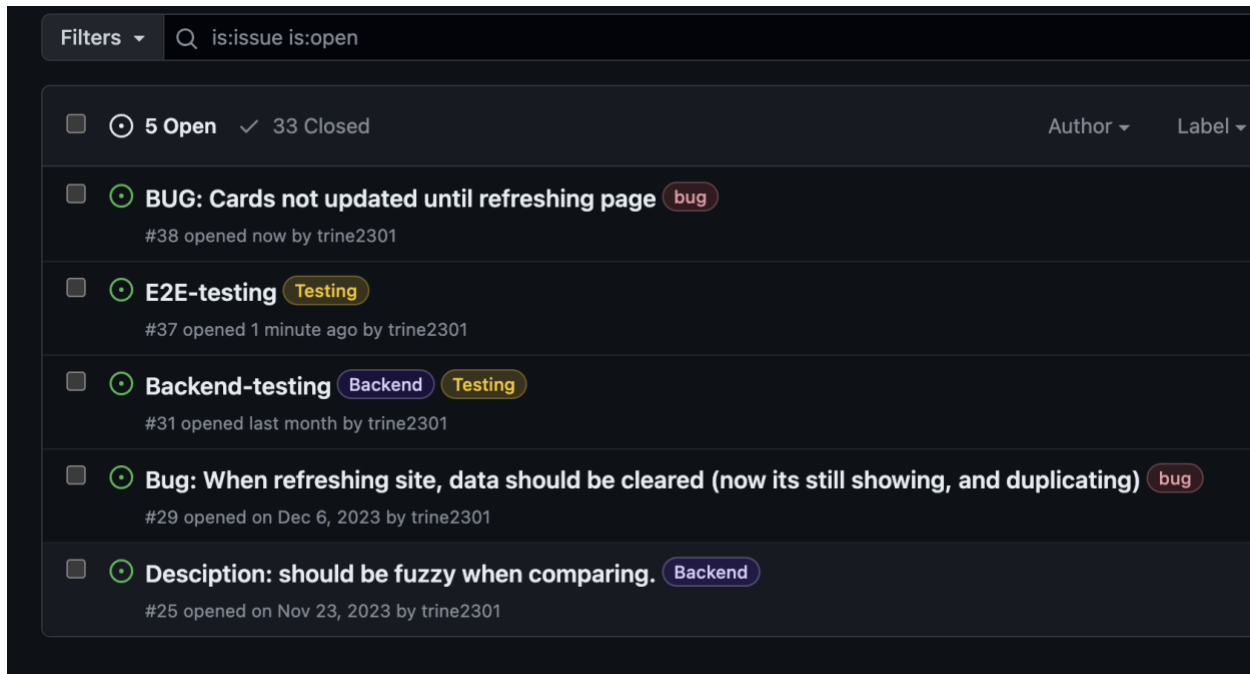 Filters is:issue is:open
5 Open 33 Closed Author Label
BUG: Cards not updated until refreshing page bug
#38 opened now by trine2301
E2E-testing Testing
#37 opened 1 minute ago by trine2301
Backend-testing Backend Testing
#31 opened last month by trine2301
Bug: When refreshing site, data should be cleared (now its still showing, and duplicating) bug
#29 opened on Dec 6, 2023 by trine2301
Desciption: should be fuzzy when comparing. Backend
#25 opened on Nov 23, 2023 by trine2301